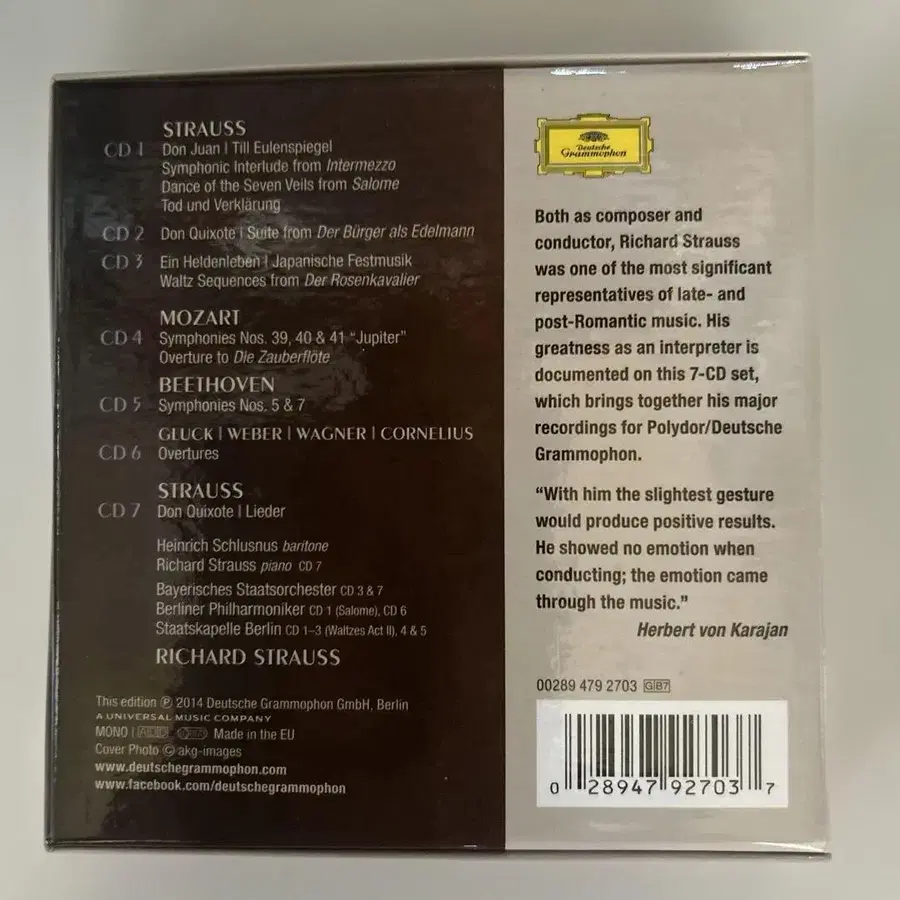 STRAUSS
CD 1 Don Juan | Till Eulenspiegel
Symphonic Interlude from Intermezzo
Dance of the Seven Veils from Salome
Tod und Verklärung
CD 2 Don Quixote | Suite from Der Bürger als Edelmann
CD 3 Ein Heldenleben | Japanische Festmusik
Waltz Sequences from Der Rosenkavalier
MOZART
CD 4 Symphonies Nos. 39, 40 & 41 "Jupiter"
Overture to Die Zauberflöte
BEETHOVEN
CD 5 Symphonies Nos. 5 & 7
GLUCK | WEBER | WAGNER | CORNELIUS
CD 6 Overtures
STRAUSS
CD 7 Don Quixote | Lieder
Heinrich Schlusnus baritone
Richard Strauss piano CD 7
Bayerisches Staatsorchester CD 3 & 7
Berliner Philharmoniker CD 1 (Salome), CD 6
Staatskapelle Berlin CD 1–3 (Waltzes Act II), 4 & 5
RICHARD STRAUSS
This edition ℗ 2014 Deutsche Grammophon GmbH, Berlin
A UNIVERSAL MUSIC COMPANY
MONO | ADD Made in the EU
Cover Photo © akg-images
www.deutschegrammophon.com
www.facebook.com/deutschegrammophon
Deutsche
Grammophon
Both as composer and
conductor, Richard Strauss
was one of the most significant
representatives of late- and
post-Romantic music. His
greatness as an interpreter is
documented on this 7-CD set,
which brings together his major
recordings for Polydor/Deutsche
Grammophon.
"With him the slightest gesture
would produce positive results.
He showed no emotion when
conducting; the emotion came
through the music."
Herbert von Karajan
00289 479 2703 GB7
0 28947 92703 7